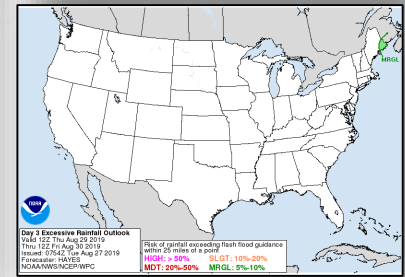 MRGL
NOAA
Day 3 Excessive Rainfall Outlook
Valid 12Z Thu Aug 29 2019
Thru 12Z Fri Aug 30 2019
Issued: 0754Z Tue Aug 27 2019
Forecaster: HAYES
NOAA/NWS/NCEP/WPC
Risk of rainfall exceeding flash flood guidance
within 25 miles of a point
HIGH: > 50% SLGT: 10%-20%
MDT: 20%-50% MRGL: 5%-10%